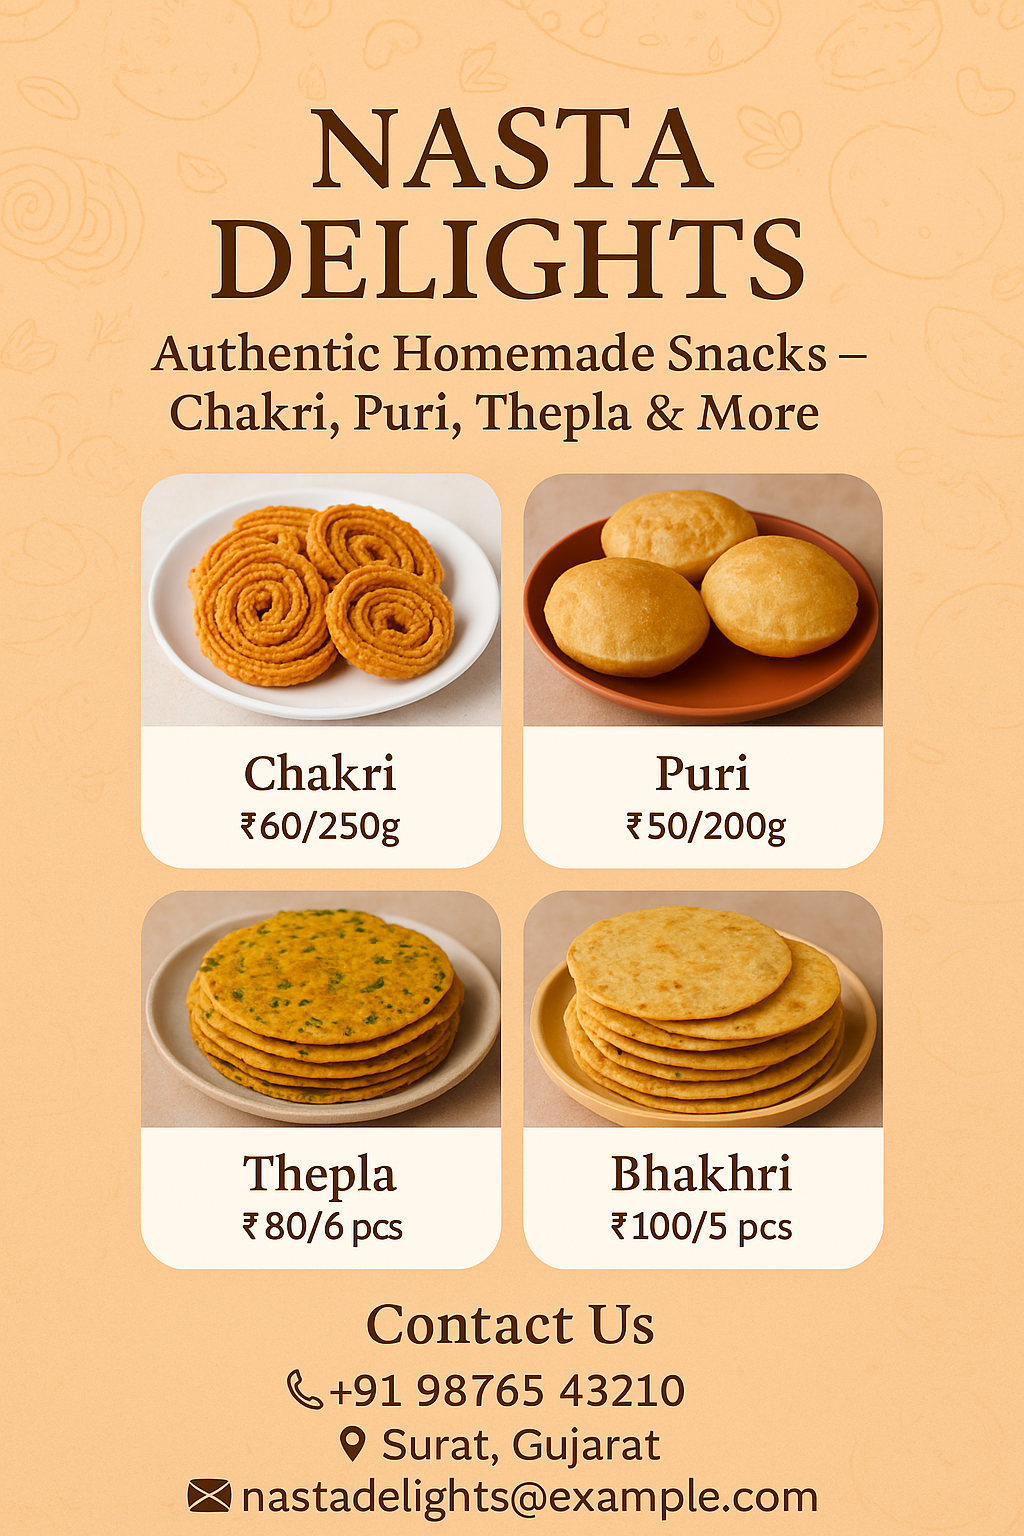 NASTA
DELIGHTS
Authentic Homemade Snacks –
Chakri, Puri, Thepla & More
Chakri
₹60/250g
Puri
₹50/200g
Thepla
₹80/6 pcs
Bhakhri
₹100/5 pcs
Contact Us
+91 98765 43210
Surat, Gujarat
nastadelights@example.com